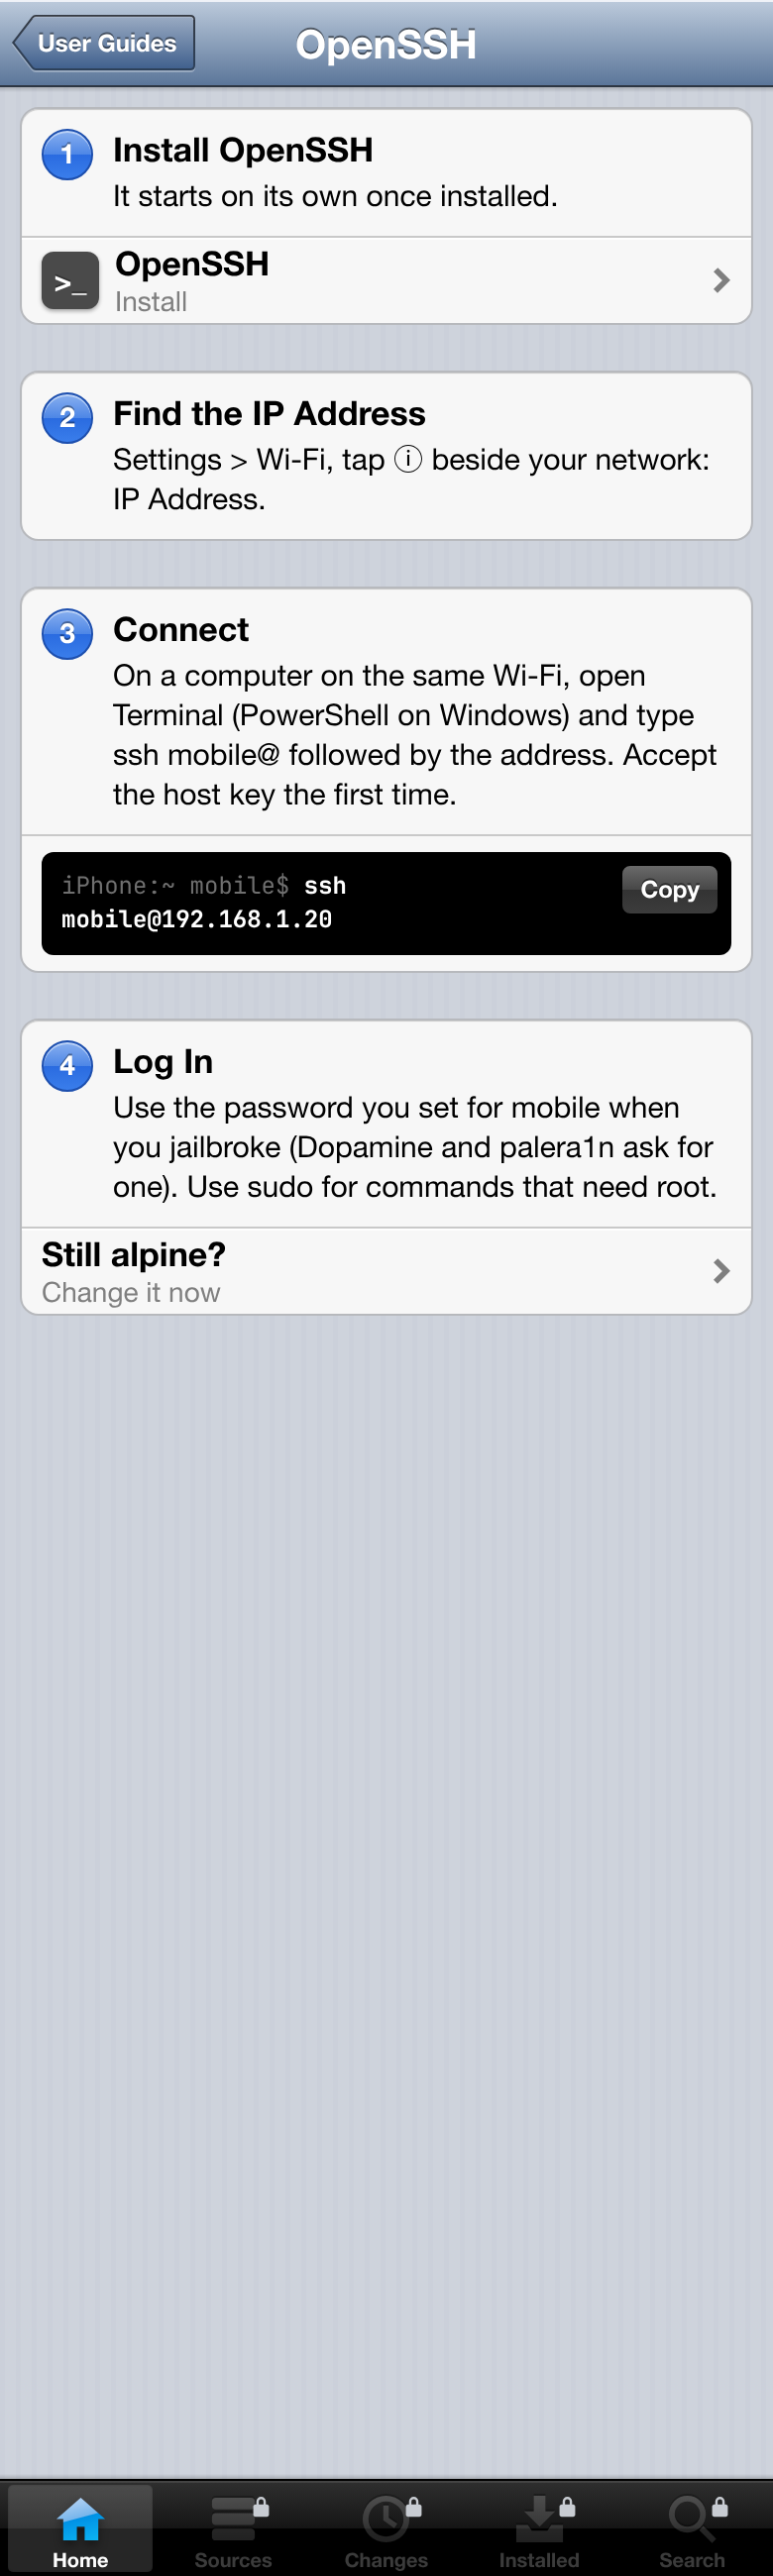 User Guides
OpenSSH
1
Install OpenSSH
It starts on its own once installed.
>_
OpenSSH
Install
2
Find the IP Address
Settings > Wi-Fi, tap ⓘ beside your network:
IP Address.
3
Connect
On a computer on the same Wi-Fi, open
Terminal (PowerShell on Windows) and type
ssh mobile@ followed by the address. Accept
the host key the first time.
iPhone:~ mobile$ ssh
mobile@192.168.1.20
Copy
4
Log In
Use the password you set for mobile when
you jailbroke (Dopamine and palera1n ask for
one). Use sudo for commands that need root.
Still alpine?
Change it now
Home
Sources
Changes
Installed
Search